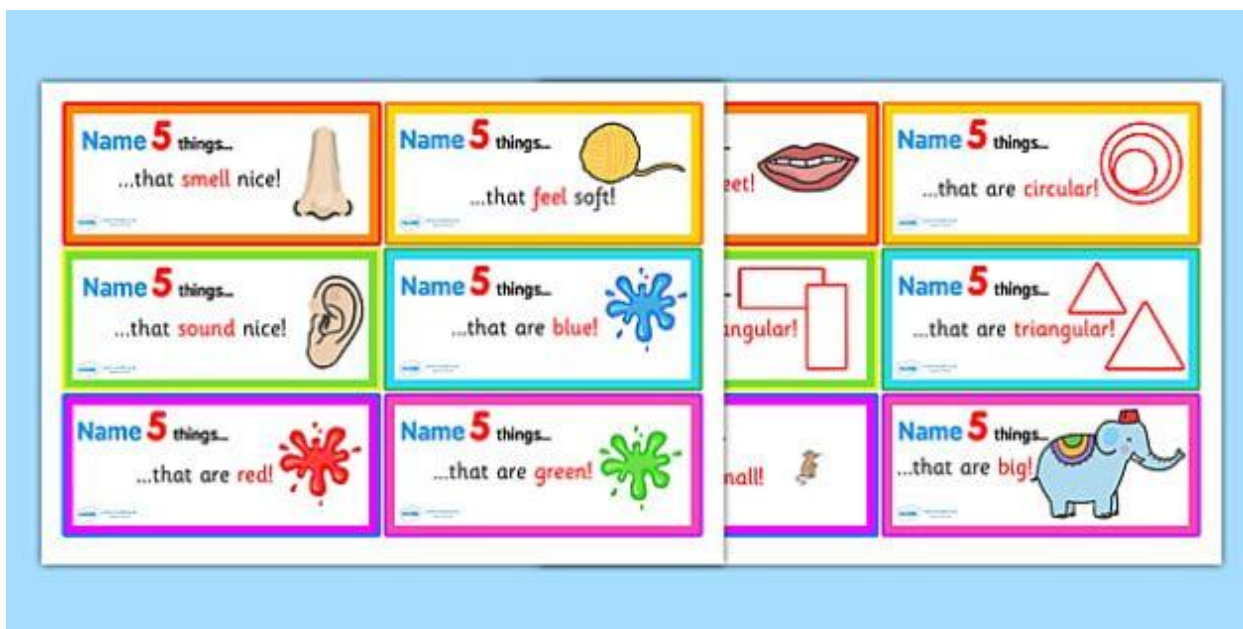 Name 5 things...
...that smell nice!
Name 5 things...
...that feel soft!
eet!
Name 5 things...
...that are circular!
Name 5 things...
...that sound nice!
Name 5 things...
...that are blue!
angular!
Name 5 things...
...that are triangular!
Name 5 things...
...that are red!
Name 5 things...
...that are green!
nall!
Name 5 things...
...that are big!